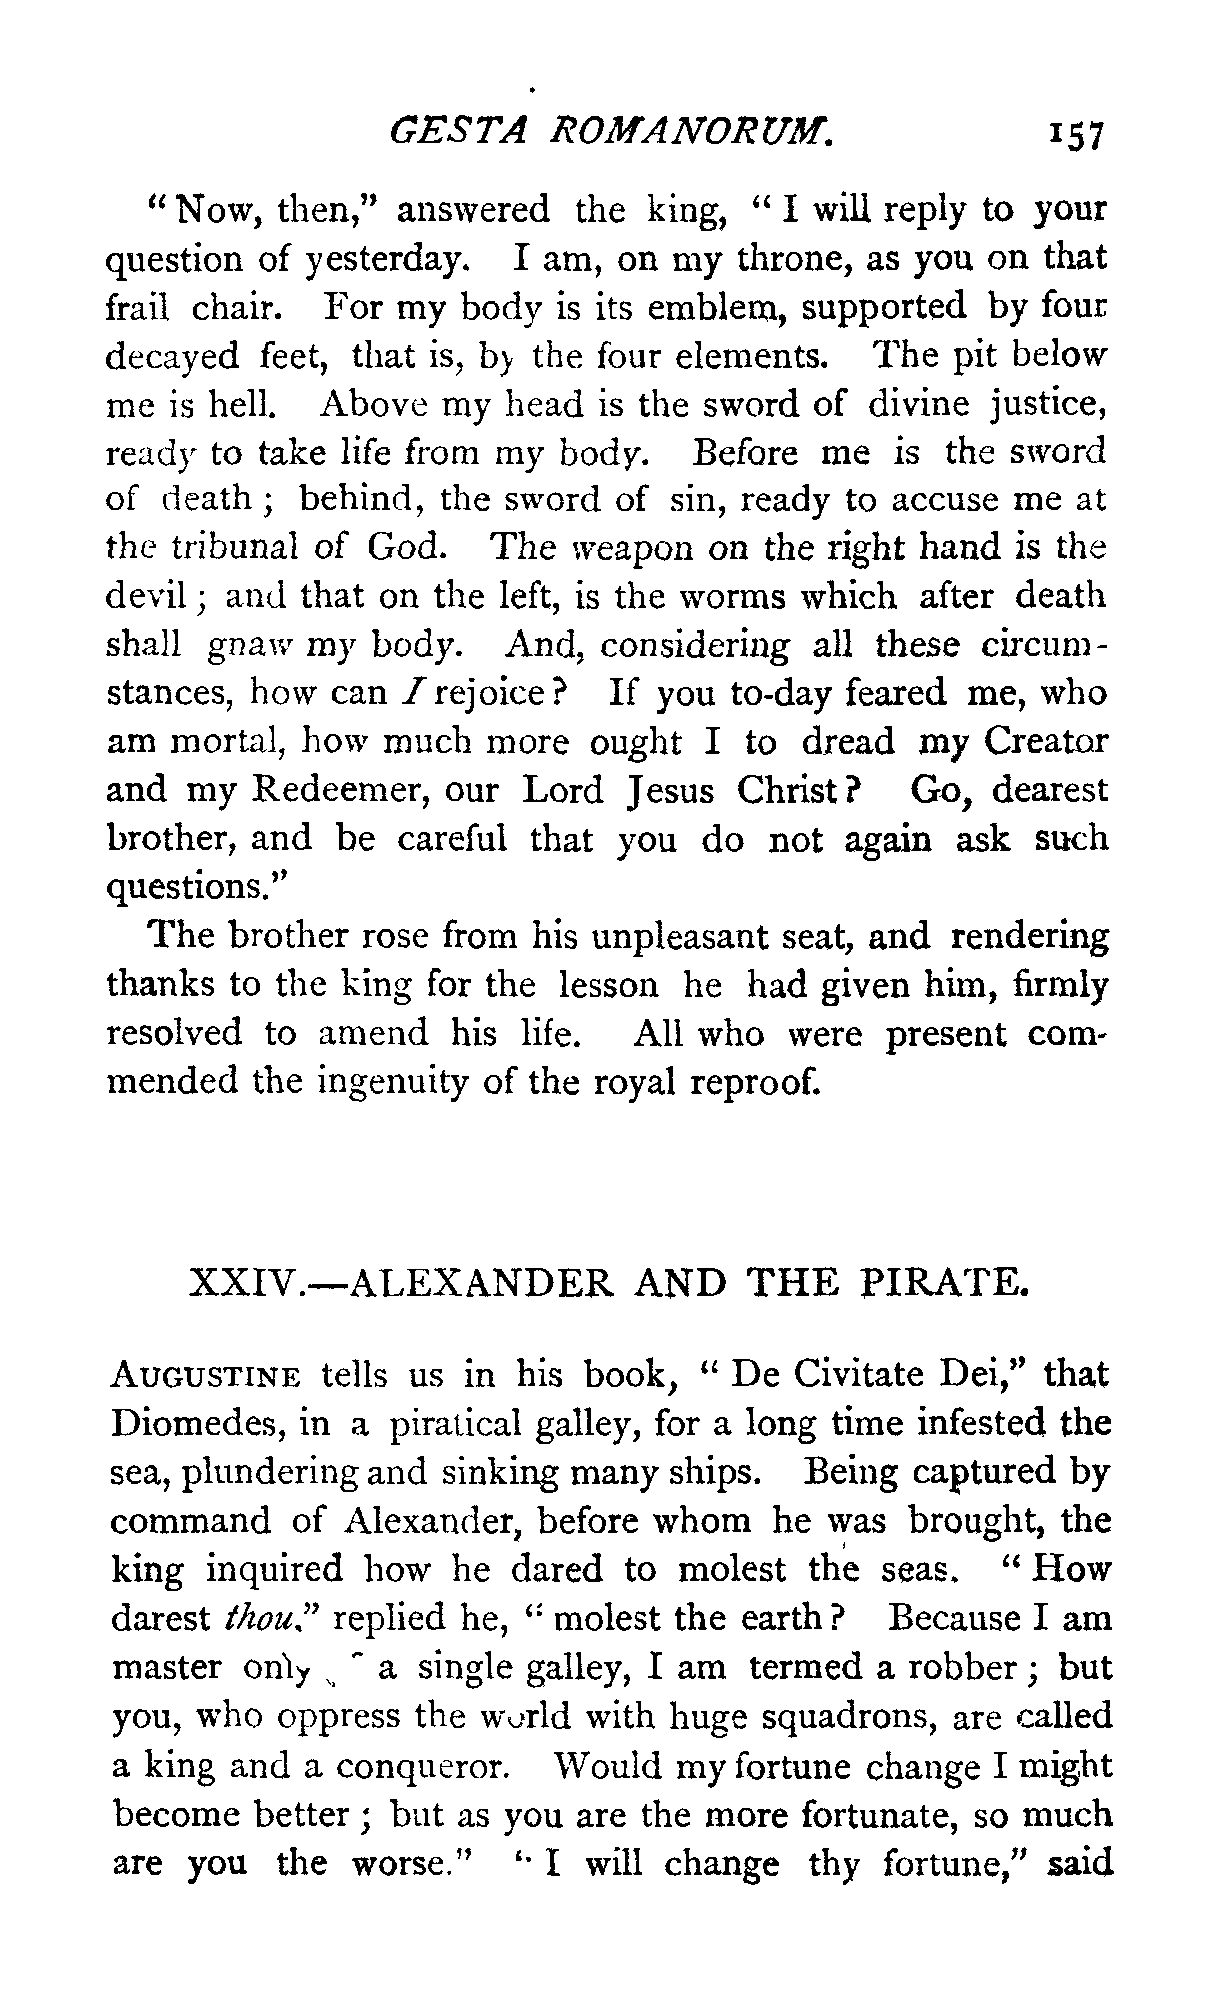 GESTA ROMANORUM. 157
"Now, then," answered the king, "I will reply to your
question of yesterday. I am, on my throne, as you on that
frail chair. For my body is its emblem, supported by four
decayed feet, that is, by the four elements. The pit below
me is hell. Above my head is the sword of divine justice,
ready to take life from my body. Before me is the sword
of death; behind, the sword of sin, ready to accuse me at
the tribunal of God. The weapon on the right hand is the
devil; and that on the left, is the worms which after death
shall gnaw my body. And, considering all these circum-
stances, how can I rejoice? If you to-day feared me, who
am mortal, how much more ought I to dread my Creator
and my Redeemer, our Lord Jesus Christ? Go, dearest
brother, and be careful that you do not again ask such
questions."
The brother rose from his unpleasant seat, and rendering
thanks to the king for the lesson he had given him, firmly
resolved to amend his life. All who were present com-
mended the ingenuity of the royal reproof.
XXIV.—ALEXANDER AND THE PIRATE.
AUGUSTINE tells us in his book, "De Civitate Dei," that
Diomedes, in a piratical galley, for a long time infested the
sea, plundering and sinking many ships. Being captured by
command of Alexander, before whom he was brought, the
king inquired how he dared to molest the seas. "How
darest thou," replied he, "molest the earth? Because I am
master only a single galley, I am termed a robber; but
you, who oppress the world with huge squadrons, are called
a king and a conqueror. Would my fortune change I might
become better; but as you are the more fortunate, so much
are you the worse." "I will change thy fortune," said